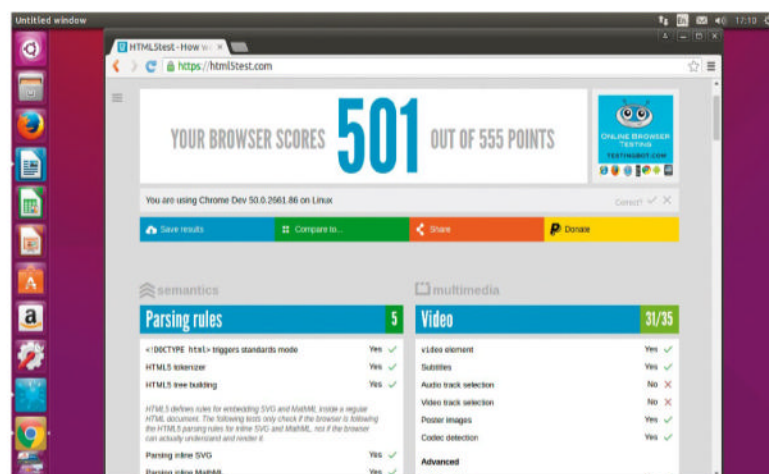 Untitled window
17:10
HTML5test - How w
https://html5test.com
YOUR BROWSER SCORES 501 OUT OF 555 POINTS
ONLINE BROWSER
TESTING
TESTINGBOT.COM
You are using Chrome Dev 50.0.2661.86 on Linux
Correct?
Save results
Compare to...
Share
Donate
semantics
Parsing rules 5
<!DOCTYPE html> triggers standards mode Yes ✓
HTML5 tokenizer Yes ✓
HTML5 tree building Yes ✓
HTML5 defines rules for embedding SVG and MathML inside a regular
HTML document. The following tests only check if the browser is following
the HTML5 parsing rules for inline SVG and MathML, not if the browser
can actually understand and render it.
Parsing inline SVG Yes ✓
Parsing inline MathML Yes
multimedia
Video 31/35
video element Yes ✓
Subtitles Yes ✓
Audio track selection No ✕
Video track selection No ✕
Poster images Yes ✓
Codec detection Yes ✓
Advanced